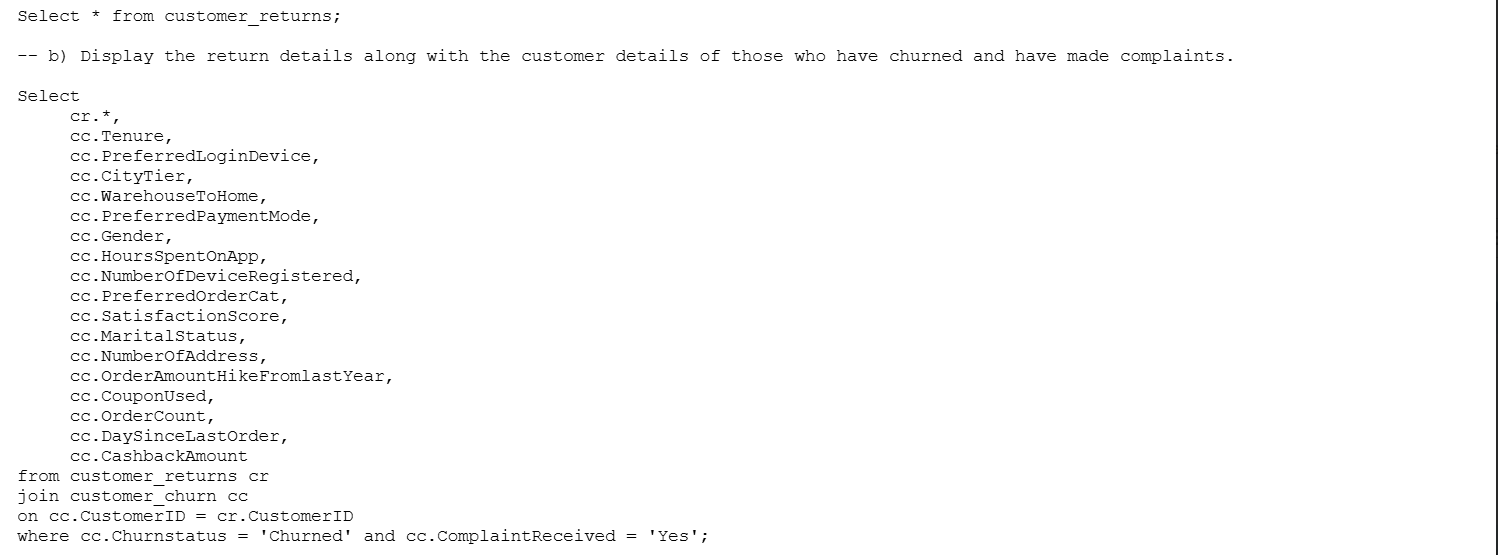 Select * from customer_returns;
-- b) Display the return details along with the customer details of those who have churned and have made complaints.
Select
cr.*,
cc.Tenure,
cc.PreferredLoginDevice,
cc.CityTier,
cc.WarehouseToHome,
cc.PreferredPaymentMode,
cc.Gender,
cc.HoursSpentOnApp,
cc.NumberOfDeviceRegistered,
cc.PreferredOrderCat,
cc.SatisfactionScore,
cc.MaritalStatus,
cc.NumberOfAddress,
cc.OrderAmountHikeFromlastYear,
cc.CouponUsed,
cc.OrderCount,
cc.DaySinceLastOrder,
cc.CashbackAmount
from customer_returns cr
join customer_churn cc
on cc.CustomerID = cr.CustomerID
where cc.Churnstatus = 'Churned' and cc.ComplaintReceived = 'Yes';